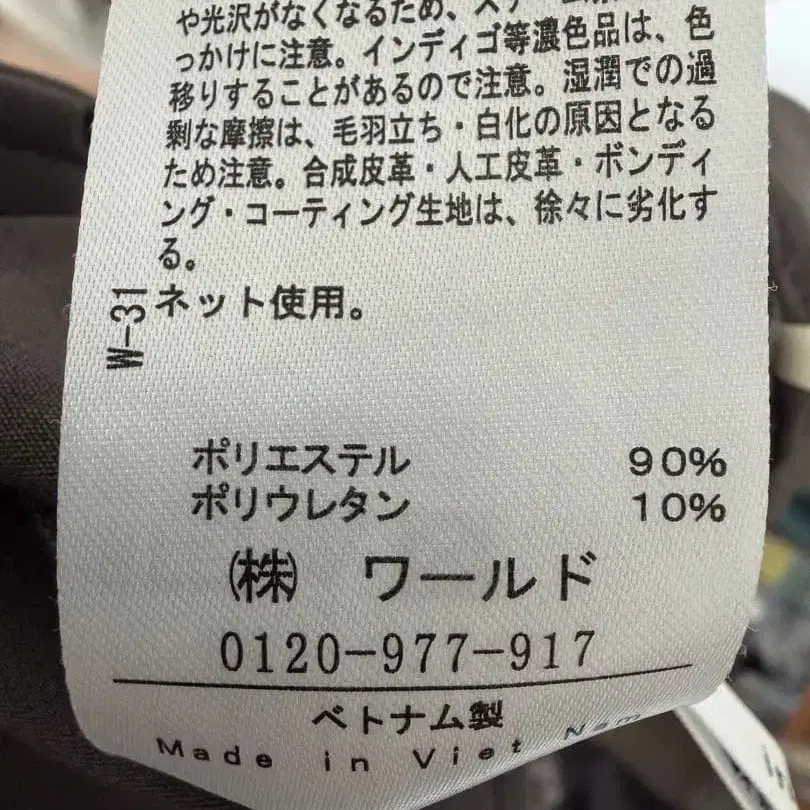 や光沢がなくなるため、スチーム
っかけに注意。インディゴ等濃色品は、色
移りすることがあるので注意。湿潤での過
剰な摩擦は、毛羽立ち・白化の原因となる
ため注意。合成皮革・人工皮革・ボンディ
ング・コーティング生地は、徐々に劣化す
る。
ネット使用。
W-31
ポリエステル 90%
ポリウレタン 10%
㈱ ワールド
0120-977-917
ベトナム製
Made in Viet Nam